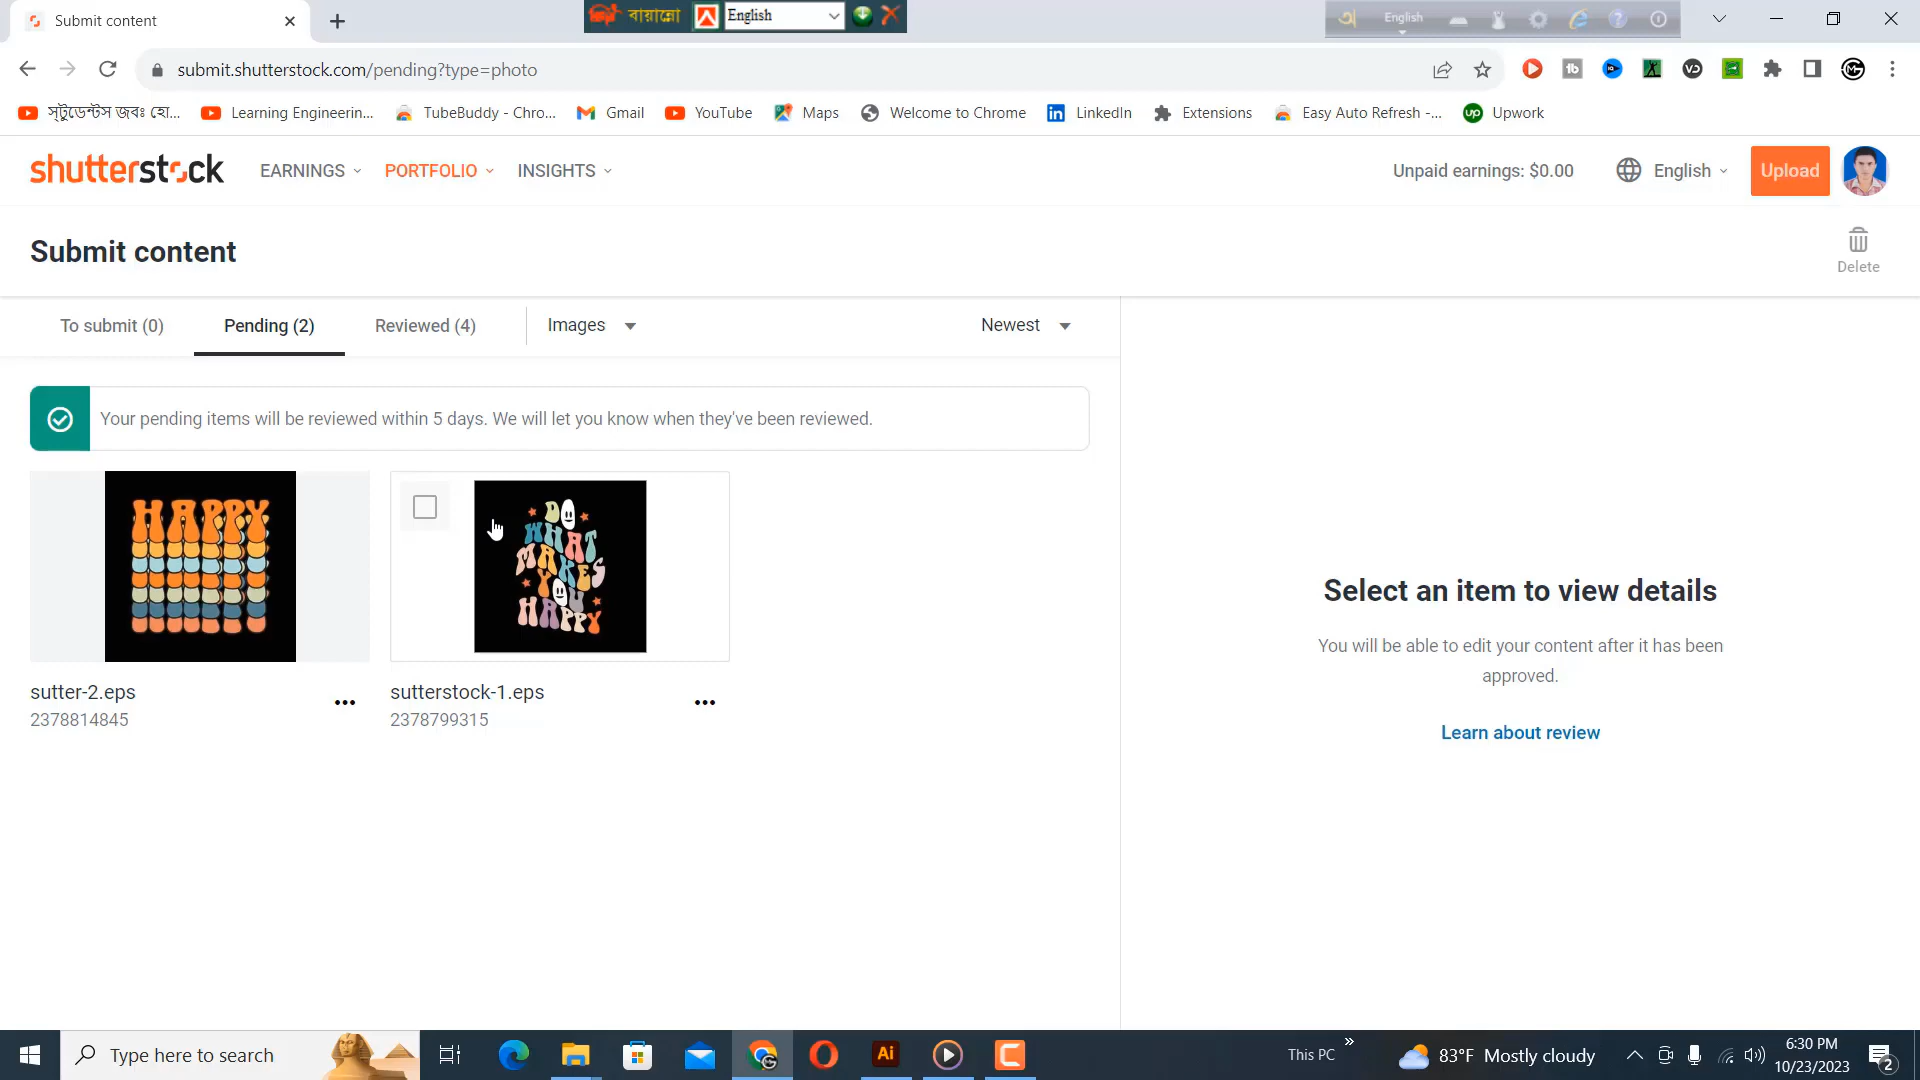 Submit content
বায়ান্নো
English
English
submit.shutterstock.com/pending?type=photo
স্টুডেন্টস জবঃ হো...
Learning Engineerin...
TubeBuddy - Chro...
Gmail
YouTube
Maps
Welcome to Chrome
LinkedIn
Extensions
Easy Auto Refresh -...
Upwork
shutterstock
EARNINGS
PORTFOLIO
INSIGHTS
Unpaid earnings: $0.00
English
Upload
Submit content
Delete
To submit (0)
Pending (2)
Reviewed (4)
Images
Newest
Your pending items will be reviewed within 5 days. We will let you know when they've been reviewed.
HAPPY
DO
WHAT
MAKES
YOU
HAPPY
sutter-2.eps
2378814845
sutterstock-1.eps
2378799315
Select an item to view details
You will be able to edit your content after it has been
approved.
Learn about review
Type here to search
Ai
This PC
83°F Mostly cloudy
6:30 PM
10/23/2023
2